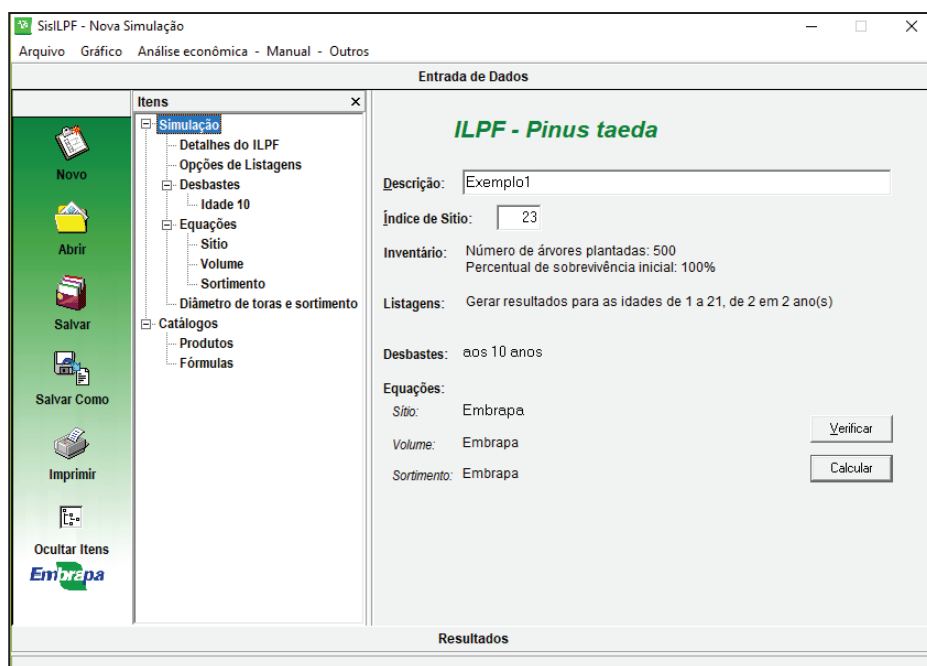 SisILPF - Nova Simulação
Arquivo Gráfico Análise econômica - Manual - Outros
Entrada de Dados
Novo
Abrir
Salvar
Salvar Como
Imprimir
Ocultar Itens
Embrapa
Itens
Simulação
Detalhes do ILPF
Opções de Listagens
Desbastes
Idade 10
Equações
Sítio
Volume
Sortimento
Diâmetro de toras e sortimento
Catálogos
Produtos
Fórmulas
ILPF - Pinus taeda
Descrição: Exemplo1
Índice de Sítio: 23
Inventário: Número de árvores plantadas: 500
Percentual de sobrevivência inicial: 100%
Listagens: Gerar resultados para as idades de 1 a 21, de 2 em 2 ano(s)
Desbastes: aos 10 anos
Equações:
Sítio: Embrapa
Volume: Embrapa
Sortimento: Embrapa
Verificar
Calcular
Resultados